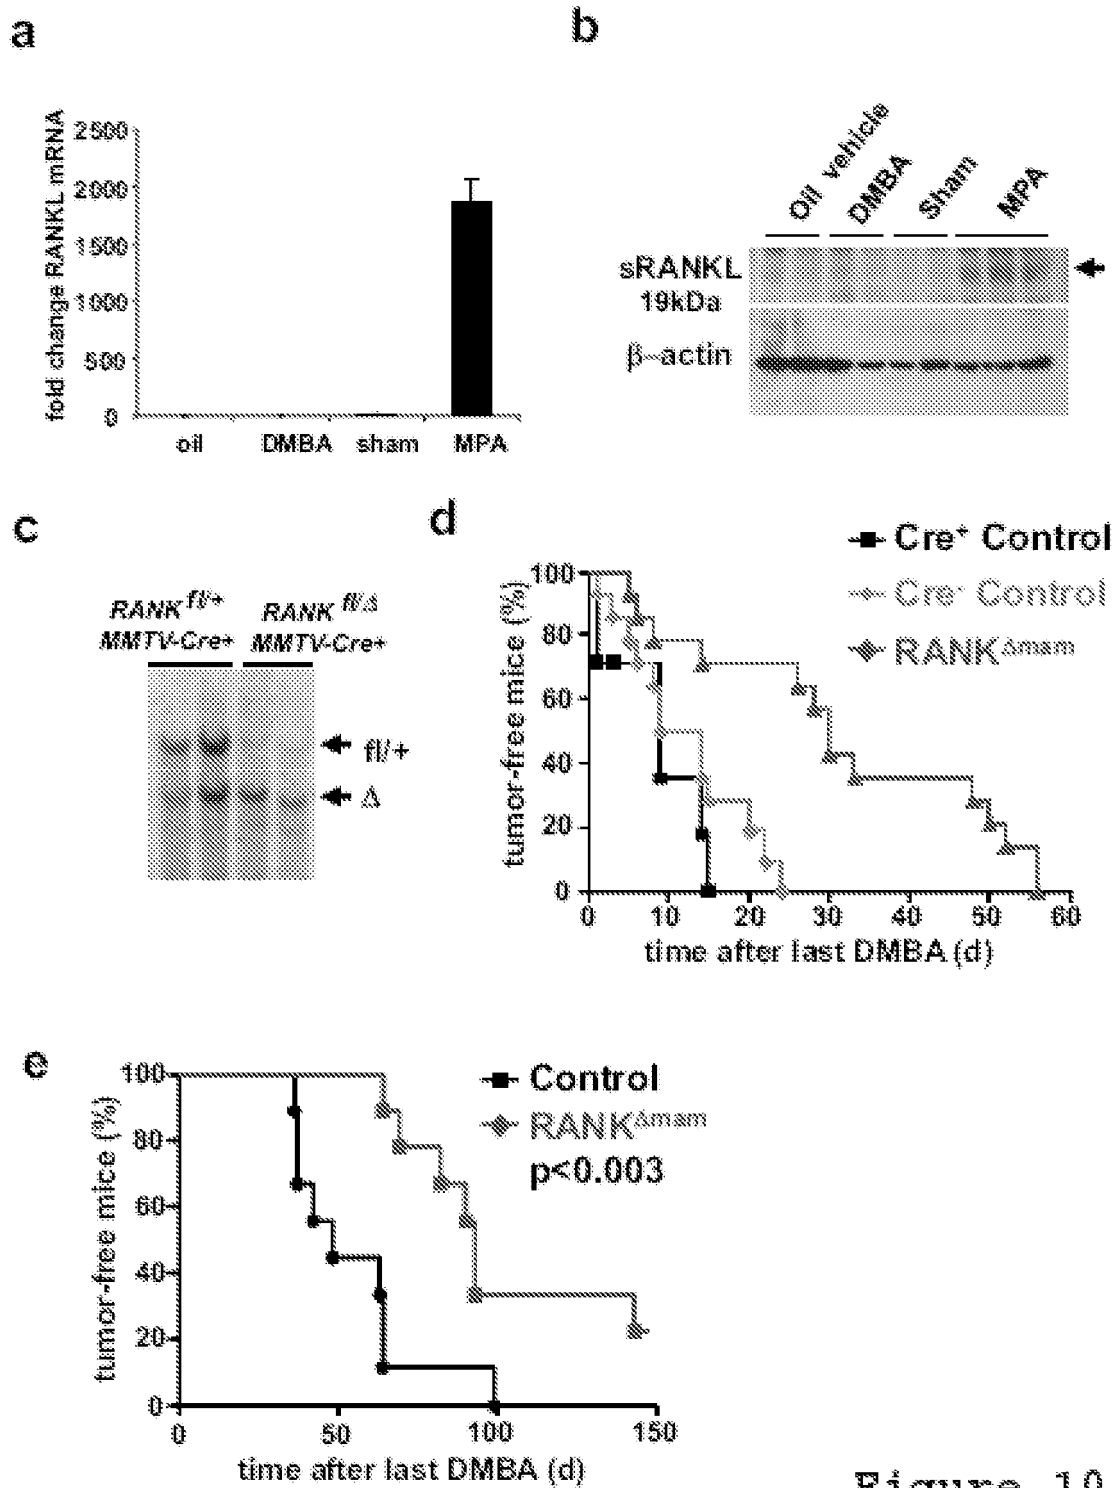 a
fold change RANKL mRNA
2500
2000
1500
1000
500
0
oil DMBA sham MPA
b
Oil vehicle
DMBA
Sham
MPA
sRANKL
19kDa
β-actin
c
RANK fl/+
MMTV-Cre+
RANK fl/Δ
MMTV-Cre+
fl/+
Δ
d
Cre+ Control
Cre- Control
RANKΔmam
tumor-free mice (%)
100
80
60
40
20
0
0 10 20 30 40 50 60
time after last DMBA (d)
e
Control
RANKΔmam
p<0.003
tumor-free mice (%)
100
80
60
40
20
0
0 50 100 150
time after last DMBA (d)